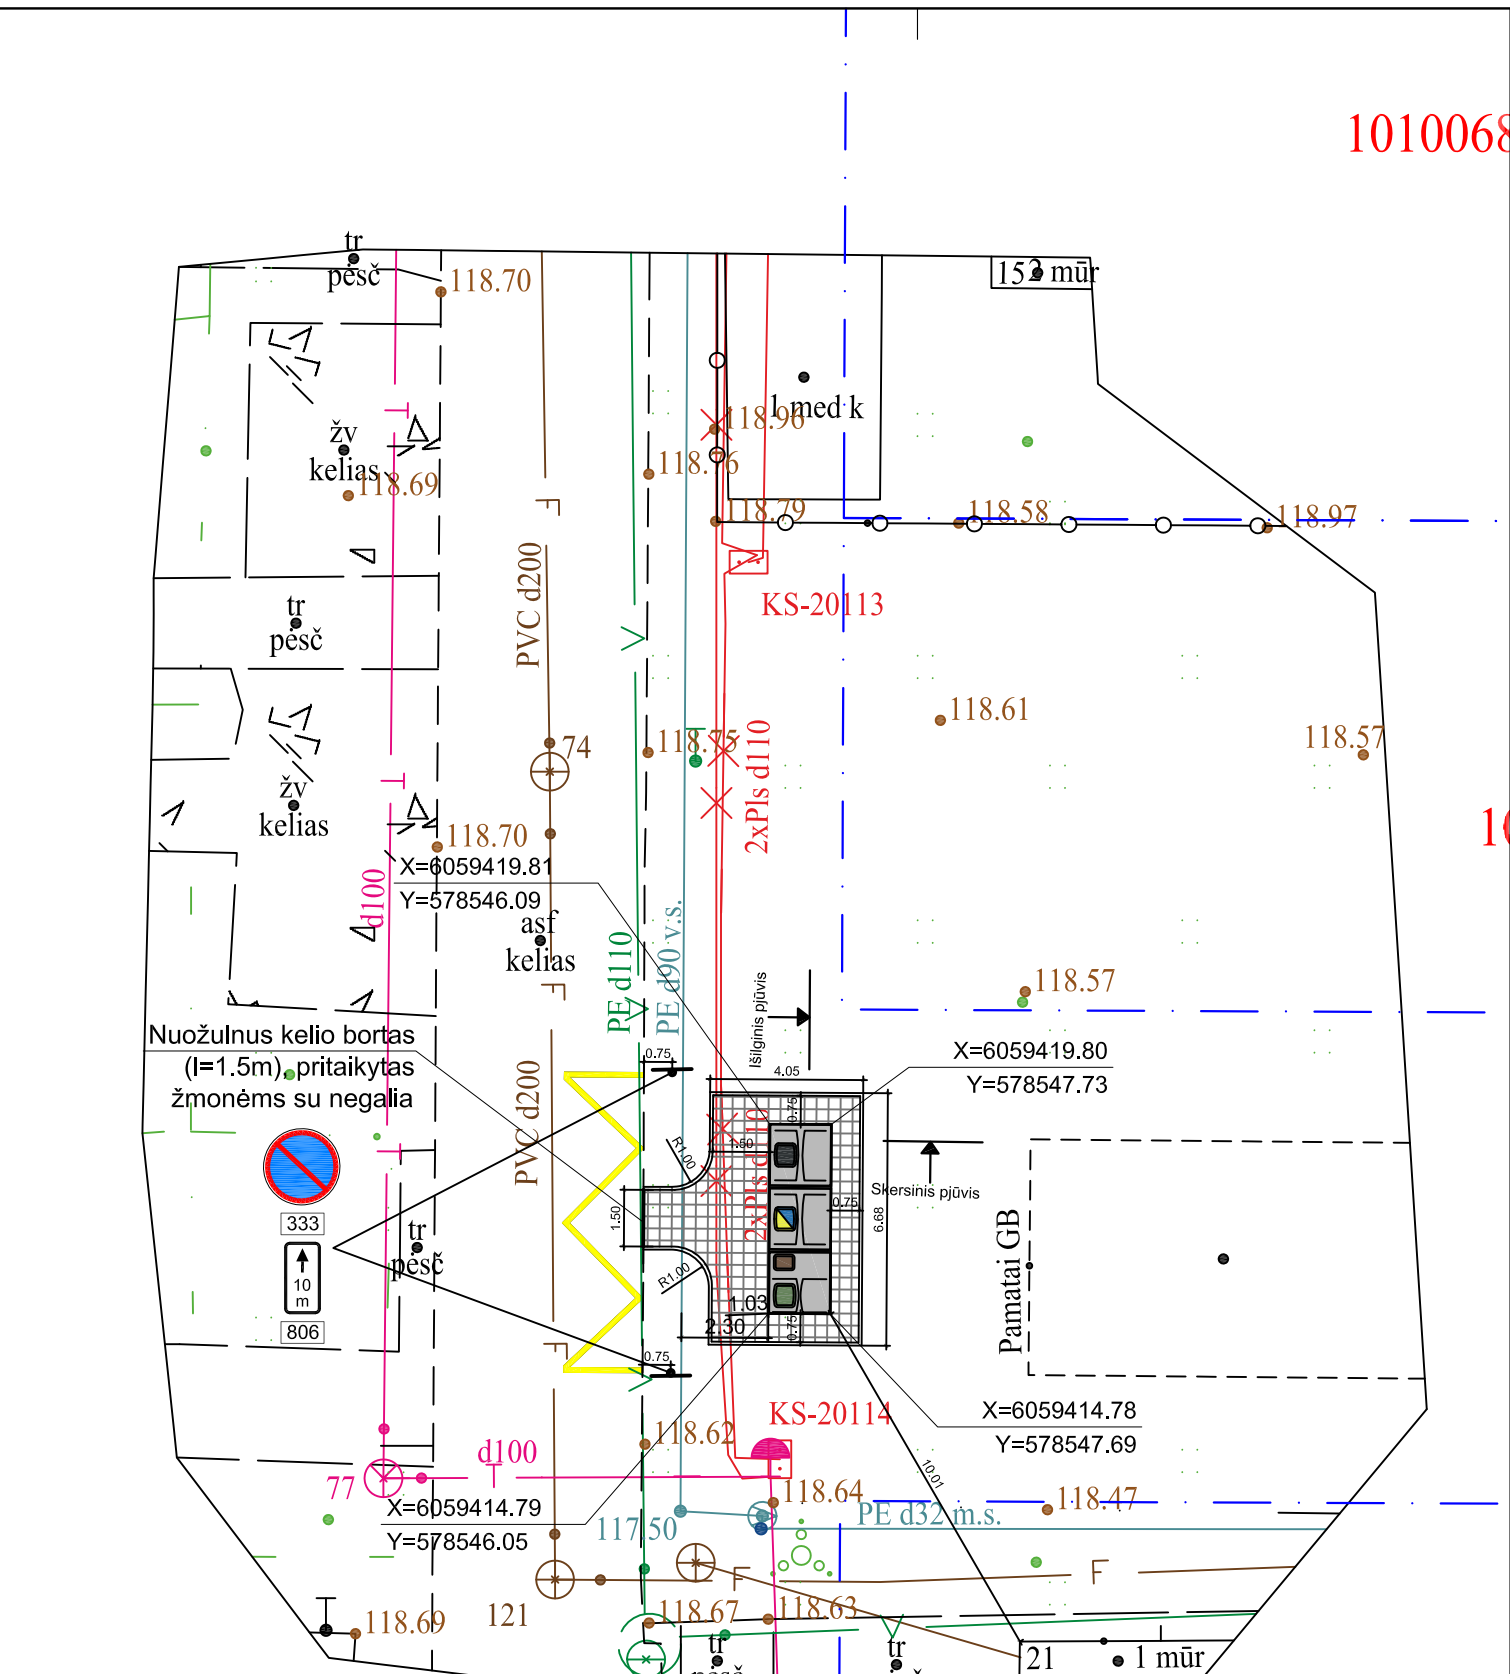 1010068
tr
pėsč
118.70
152 mūr
1 med k
118.96
žv
kelias
118.69
118.76
118.79
118.58
118.97
PVC d200
KS-20113
tr
pėsč
118.61
118.57
74
118.75
2xPls d110
žv
kelias
118.70
X=6059419.81
Y=578546.09
d100
asf
kelias
PE d110
PE d90 v.s.
118.57
Išilginis pjūvis
Nuožulnus kelio bortas
(l=1.5m), pritaikytas
žmonėms su negalia
0.75
4.05
X=6059419.80
Y=578547.73
PVC d200
R1.00
1.50
0.75
2xPls d110
Skersinis pjūvis
0.75
6.68
1.50
333
10
m
806
tr
pėsč
R1.00
1.03
2.30
0.75
0.75
Pamatai GB
X=6059414.78
Y=578547.69
KS-20114
118.62
d100
77
10.01
X=6059414.79
Y=578546.05
117.50
118.64
PE d32 m.s.
118.47
121
118.69
118.67
118.63
tr
tr
21
1 mūr